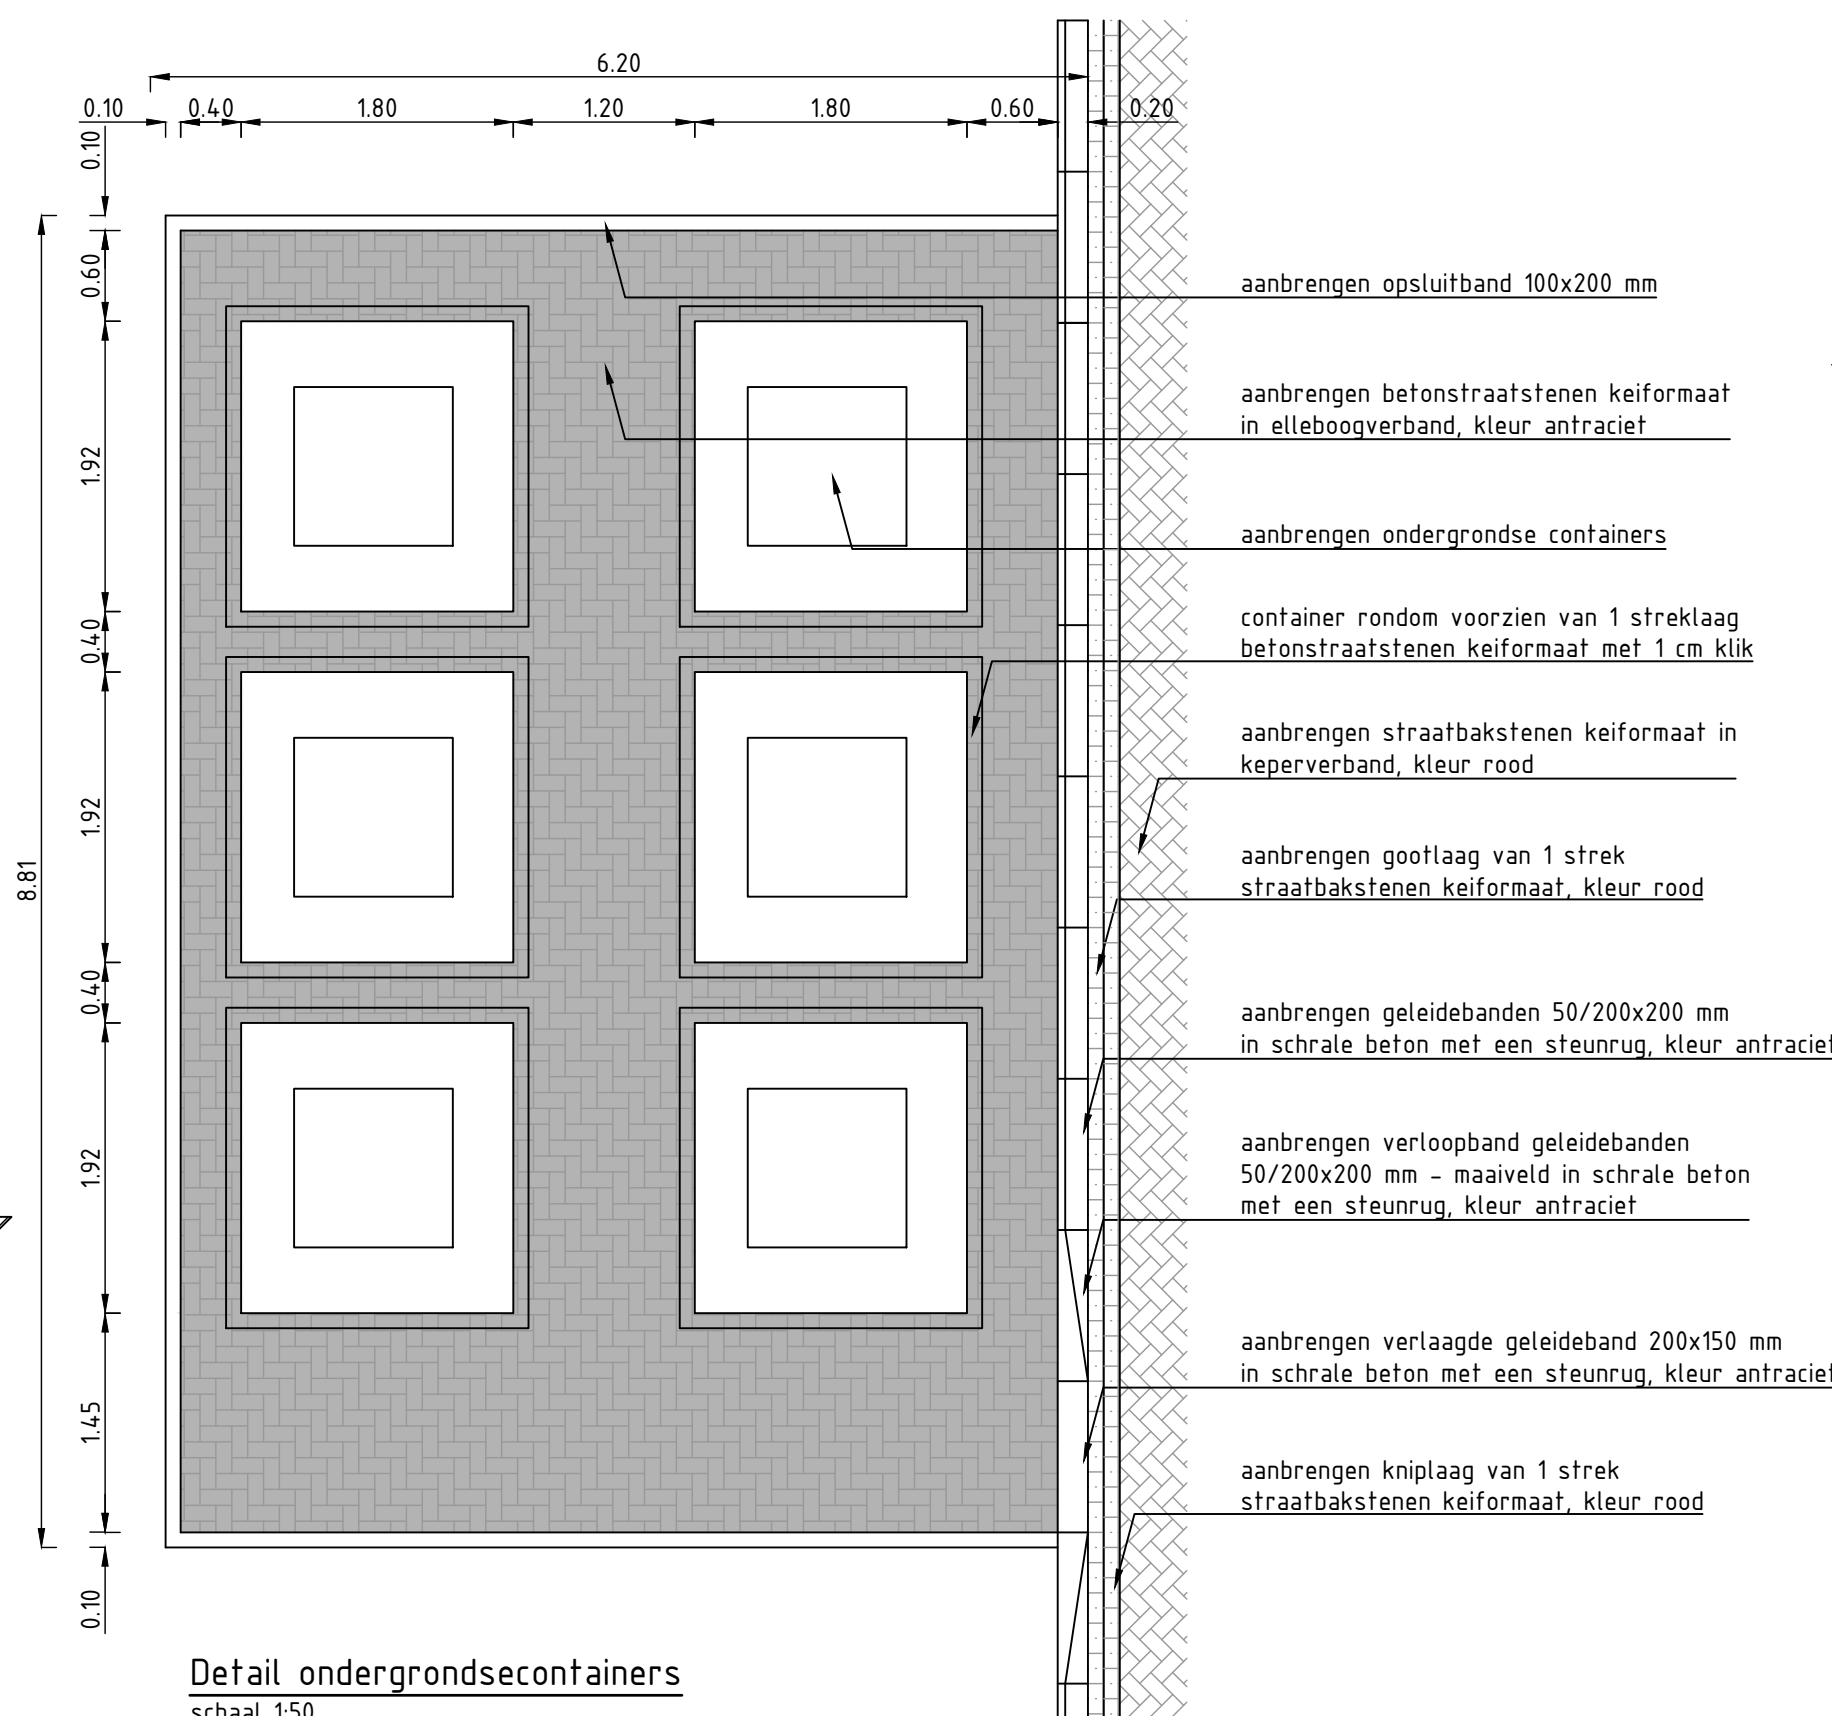 6.20
0.10 0.40 1.80 1.20 1.80 0.60 0.20
0.10
0.60
1.92
0.40
1.92
8.81
0.40
1.92
1.45
0.10
aanbrengen opsluitband 100x200 mm
aanbrengen betonstraatstenen keiformaat
in elleboogverband, kleur antraciet
aanbrengen ondergrondse containers
container rondom voorzien van 1 streklaag
betonstraatstenen keiformaat met 1 cm klik
aanbrengen straatbakstenen keiformaat in
keperverband, kleur rood
aanbrengen gootlaag van 1 strek
straatbakstenen keiformaat, kleur rood
aanbrengen geleidebanden 50/200x200 mm
in schrale beton met een steunrug, kleur antraciet
aanbrengen verloopband geleidebanden
50/200x200 mm - maaiveld in schrale beton
met een steunrug, kleur antraciet
aanbrengen verlaagde geleideband 200x150 mm
in schrale beton met een steunrug, kleur antraciet
aanbrengen kniplaag van 1 strek
straatbakstenen keiformaat, kleur rood
Detail ondergrondsecontainers
schaal 1:50